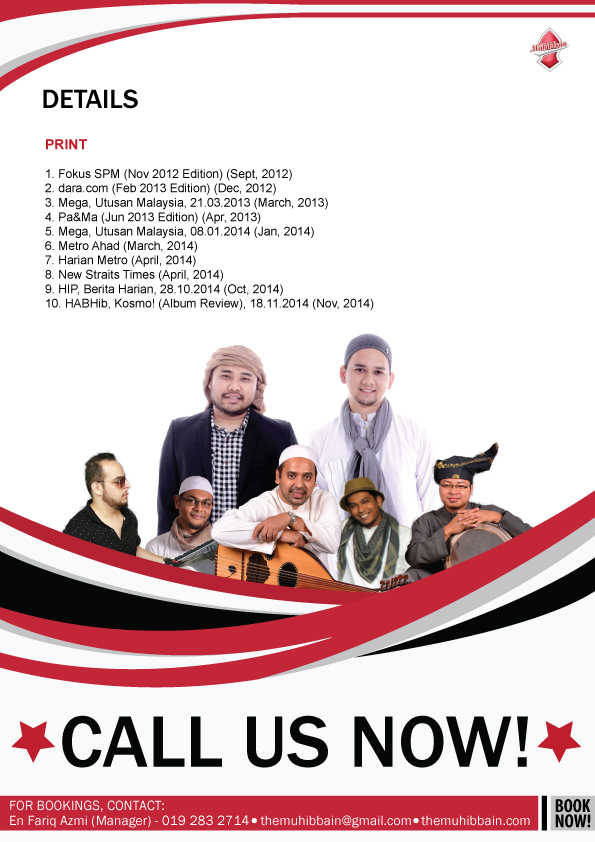 Muhibbain
DETAILS
PRINT
1. Fokus SPM (Nov 2012 Edition) (Sept, 2012)
2. dara.com (Feb 2013 Edition) (Dec, 2012)
3. Mega, Utusan Malaysia, 21.03.2013 (March, 2013)
4. Pa&Ma (Jun 2013 Edition) (Apr, 2013)
5. Mega, Utusan Malaysia, 08.01.2014 (Jan, 2014)
6. Metro Ahad (March, 2014)
7. Harian Metro (April, 2014)
8. New Straits Times (April, 2014)
9. HIP, Berita Harian, 28.10.2014 (Oct, 2014)
10. HABHib, Kosmo! (Album Review), 18.11.2014 (Nov, 2014)
CALL US NOW!
FOR BOOKINGS, CONTACT:
En Fariq Azmi (Manager) - 019 283 2714•themuhibbain@gmail.com•themuhibbain.com
BOOK
NOW!